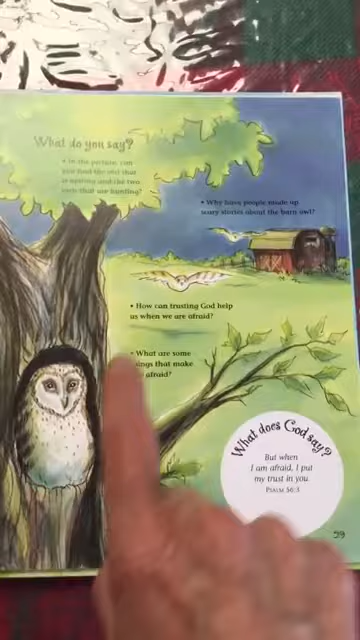 What do you say?
• In this picture, can
you find the owl that
is resting and the two
owls that are hunting?
• Why have people made up
scary stories about the barn owl?
• How can trusting God help
us when we are afraid?
• What are some
ings that make
afraid?
What does God say?
But when
I am afraid, I put
my trust in you.
PSALM 56:3
59